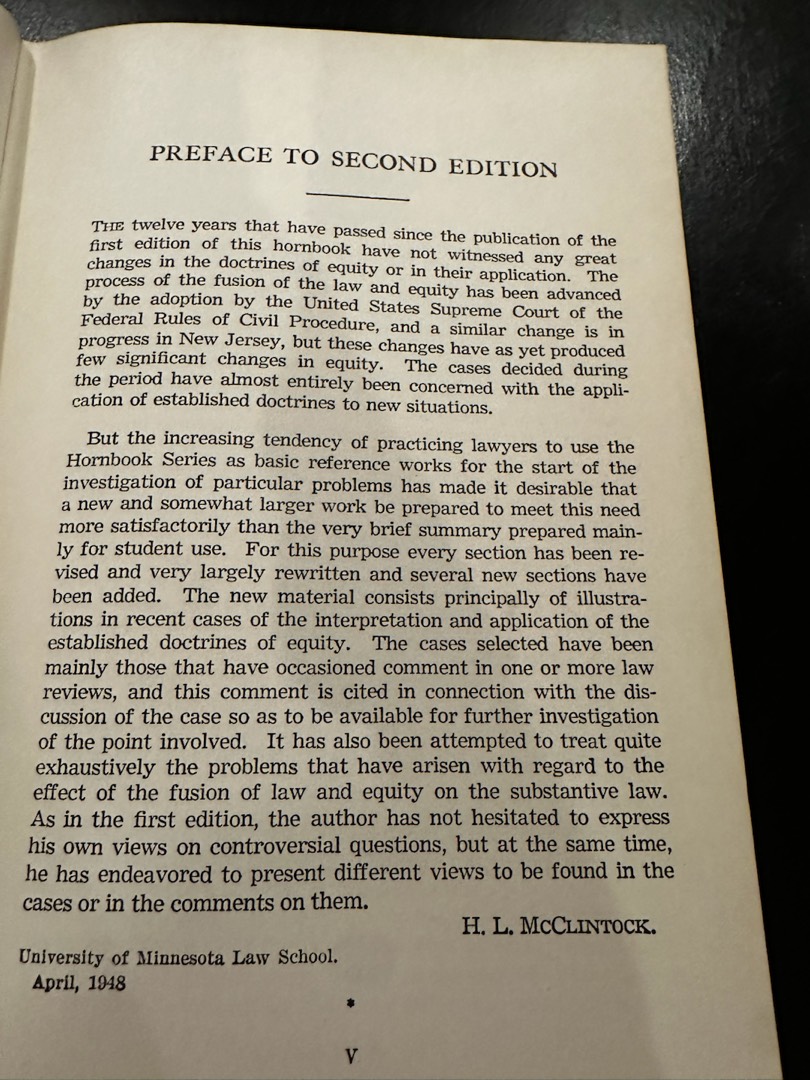 PREFACE TO SECOND EDITION
THE twelve years that have passed since the publication of the
first edition of this hornbook have not witnessed any great
changes in the doctrines of equity or in their application. The
process of the fusion of the law and equity has been advanced
by the adoption by the United States Supreme Court of the
Federal Rules of Civil Procedure, and a similar change is in
progress in New Jersey, but these changes have as yet produced
few significant changes in equity. The cases decided during
the period have almost entirely been concerned with the appli-
cation of established doctrines to new situations.
But the increasing tendency of practicing lawyers to use the
Hornbook Series as basic reference works for the start of the
investigation of particular problems has made it desirable that
a new and somewhat larger work be prepared to meet this need
more satisfactorily than the very brief summary prepared main-
ly for student use. For this purpose every section has been re-
vised and very largely rewritten and several new sections have
been added. The new material consists principally of illustra-
tions in recent cases of the interpretation and application of the
established doctrines of equity. The cases selected have been
mainly those that have occasioned comment in one or more law
reviews, and this comment is cited in connection with the dis-
cussion of the case so as to be available for further investigation
of the point involved. It has also been attempted to treat quite
exhaustively the problems that have arisen with regard to the
effect of the fusion of law and equity on the substantive law.
As in the first edition, the author has not hesitated to express
his own views on controversial questions, but at the same time,
he has endeavored to present different views to be found in the
cases or in the comments on them.
H. L. McCLINTOCK.
University of Minnesota Law School.
April, 1948
*
V